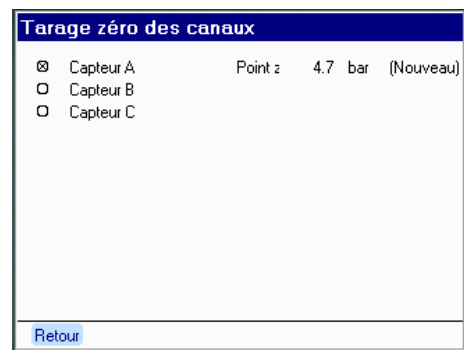 Tarage zéro des canaux
Capteur A Point z 4.7 bar (Nouveau)
Capteur B
Capteur C
Retour